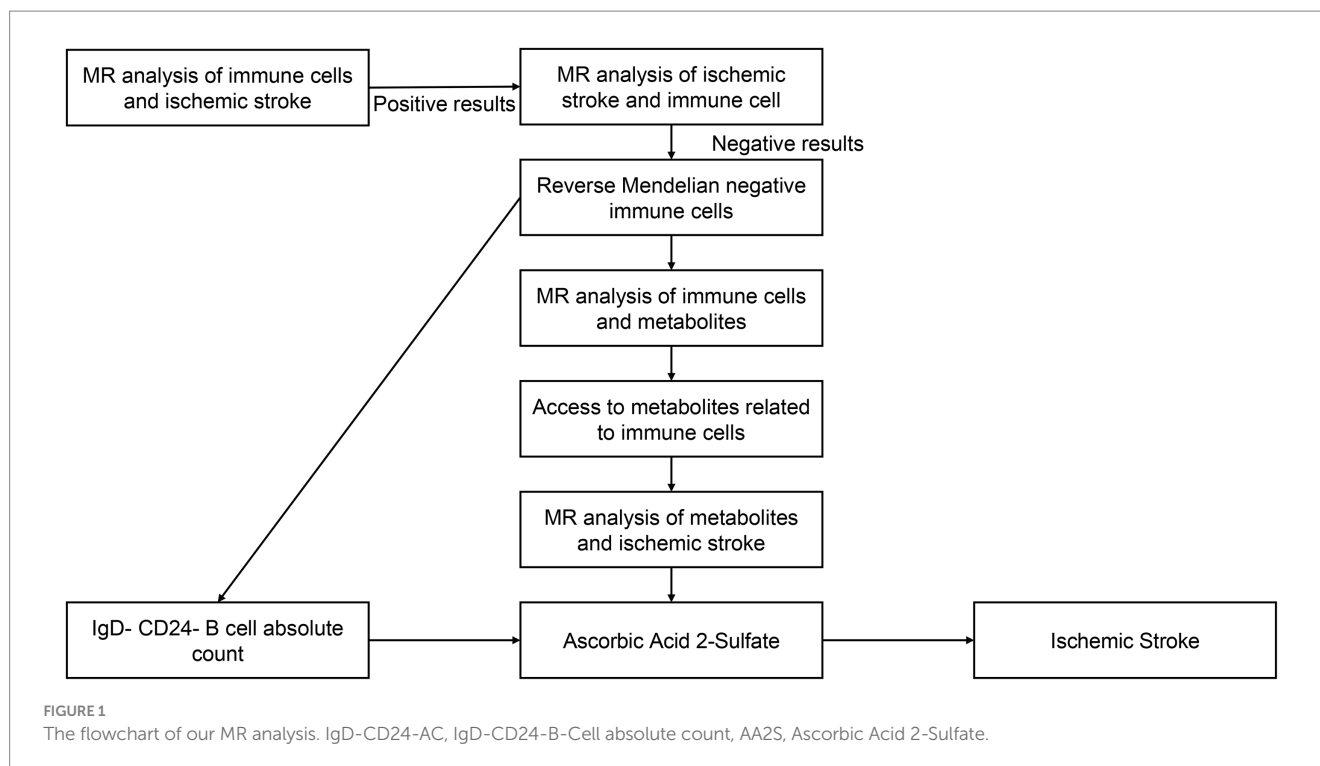 MR analysis of immune cells
and ischemic stroke
Positive results
MR analysis of ischemic
stroke and immune cell
Negative results
Reverse Mendelian negative
immune cells
MR analysis of immune cells
and metabolites
Access to metabolites related
to immune cells
MR analysis of metabolites
and ischemic stroke
IgD- CD24- B cell absolute
count
Ascorbic Acid 2-Sulfate
Ischemic Stroke
FIGURE 1
The flowchart of our MR analysis. IgD-CD24-AC, IgD-CD24-B-Cell absolute count, AA2S, Ascorbic Acid 2-Sulfate.